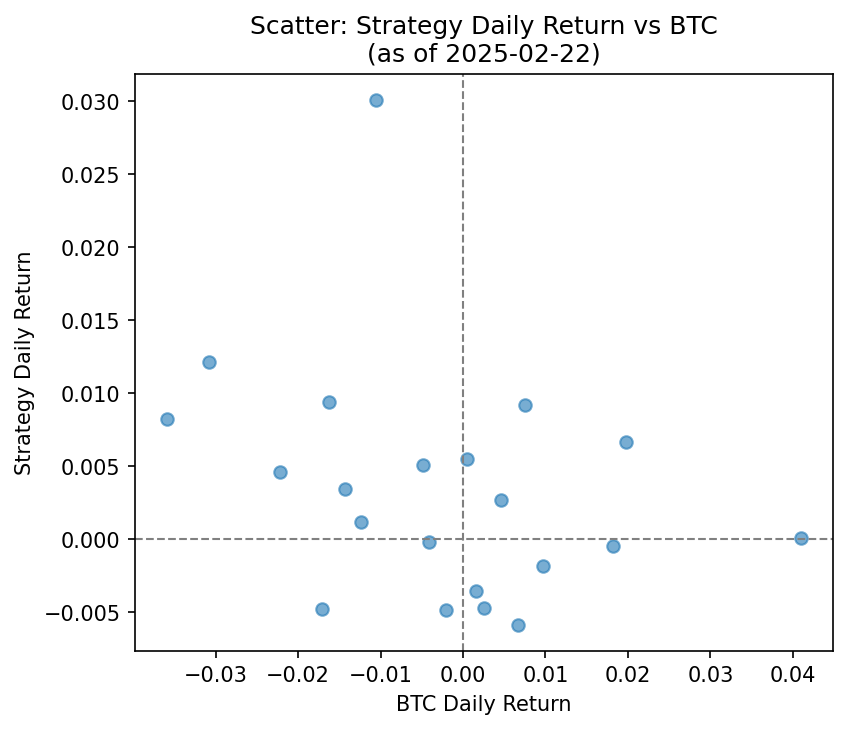 Scatter: Strategy Daily Return vs BTC
(as of 2025-02-22)
Strategy Daily Return
0.030
0.025
0.020
0.015
0.010
0.005
0.000
−0.005
−0.03 −0.02 −0.01 0.00 0.01 0.02 0.03 0.04
BTC Daily Return